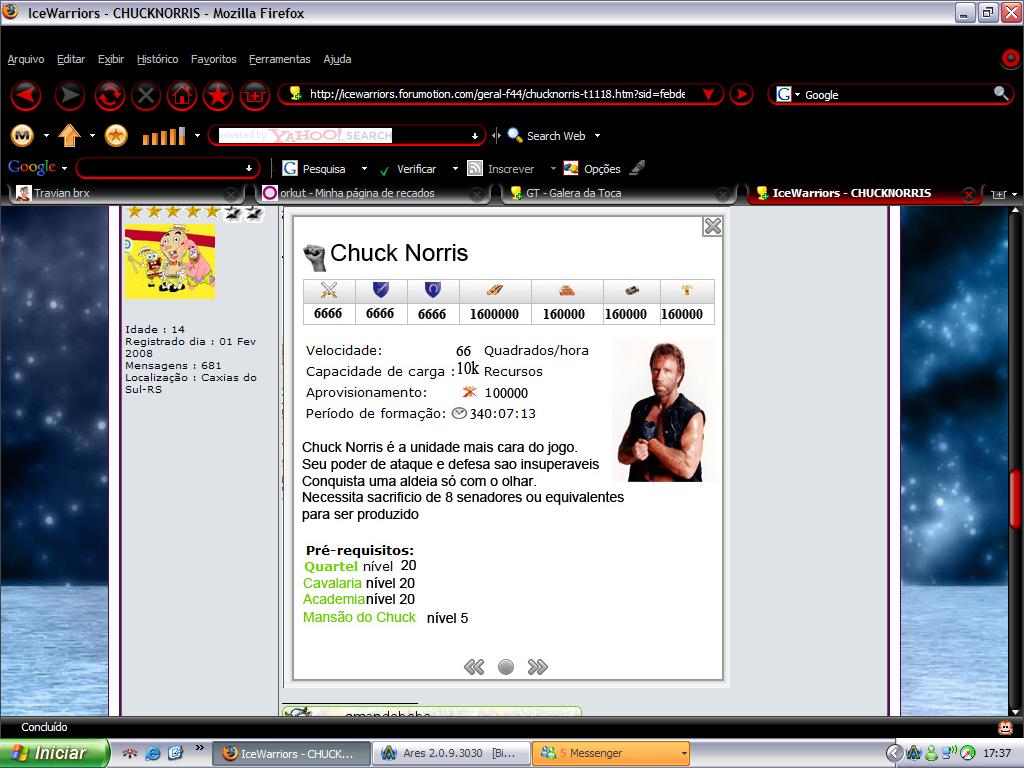 IceWarriors - CHUCKNORRIS - Mozilla Firefox
Arquivo Editar Exibir Histórico Favoritos Ferramentas Ajuda
http://icewarriors.forumotion.com/geral-f44/chucknorris-t1118.htm?sid=febde
G Google
M powered by YAHOO! SEARCH Search Web
Google G Pesquisa Verificar Inscrever Opções
Travian brx orkut - Minha página de recados GT - Galera da Toca IceWarriors - CHUCKNORRIS
Idade : 14
Registrado dia : 01 Fev
2008
Mensagens : 681
Localização : Caxias do
Sul-RS
Chuck Norris
6666 6666 6666 1600000 160000 160000 160000
Velocidade: 66 Quadrados/hora
Capacidade de carga : 10k Recursos
Aprovisionamento: 100000
Período de formação: 340:07:13
Chuck Norris é a unidade mais cara do jogo.
Seu poder de ataque e defesa sao insuperaveis
Conquista uma aldeia só com o olhar.
Necessita sacrificio de 8 senadores ou equivalentes
para ser produzido
Pré-requisitos:
Quartel nível 20
Cavalaria nível 20
Academia nível 20
Mansão do Chuck nível 5
Concluído
Iniciar » IceWarriors - CHUCK... Ares 2.0.9.3030 [Bi... 5 Messenger 17:37